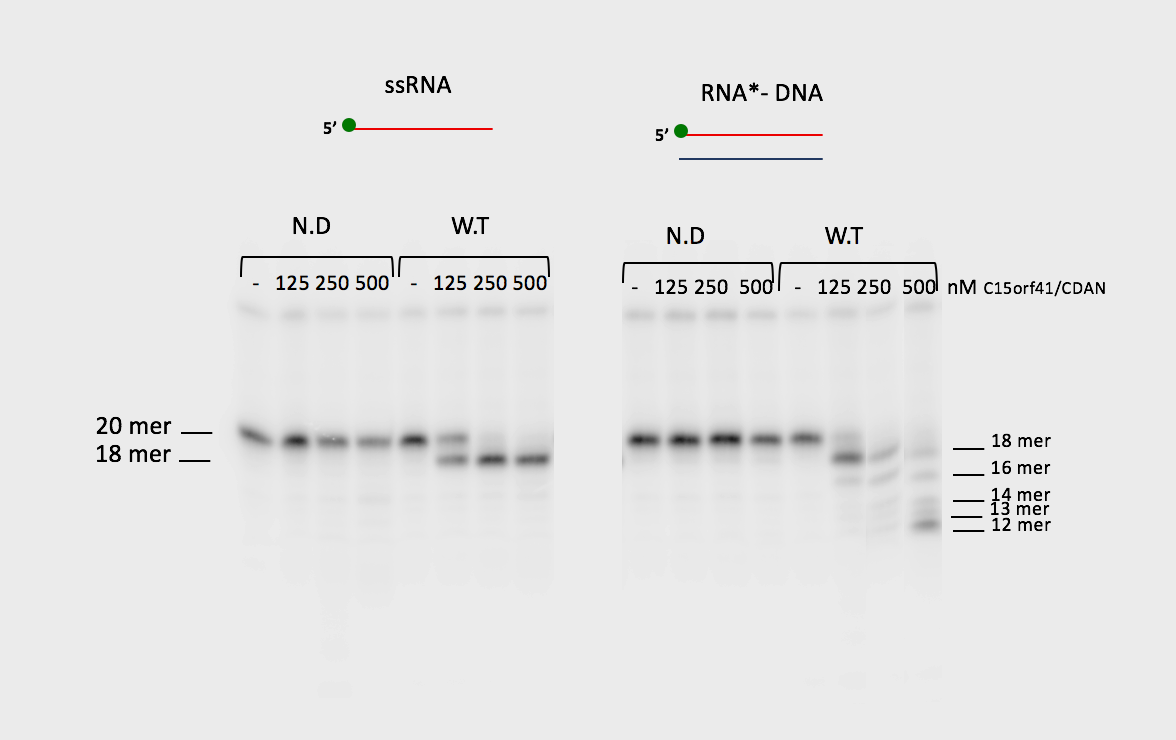 ssRNA
5’
N.D W.T
- 125 250 500 - 125 250 500
20 mer
18 mer
RNA*- DNA
5’
N.D W.T
- 125 250 500 - 125 250 500 nM C15orf41/CDAN
18 mer
16 mer
14 mer
13 mer
12 mer